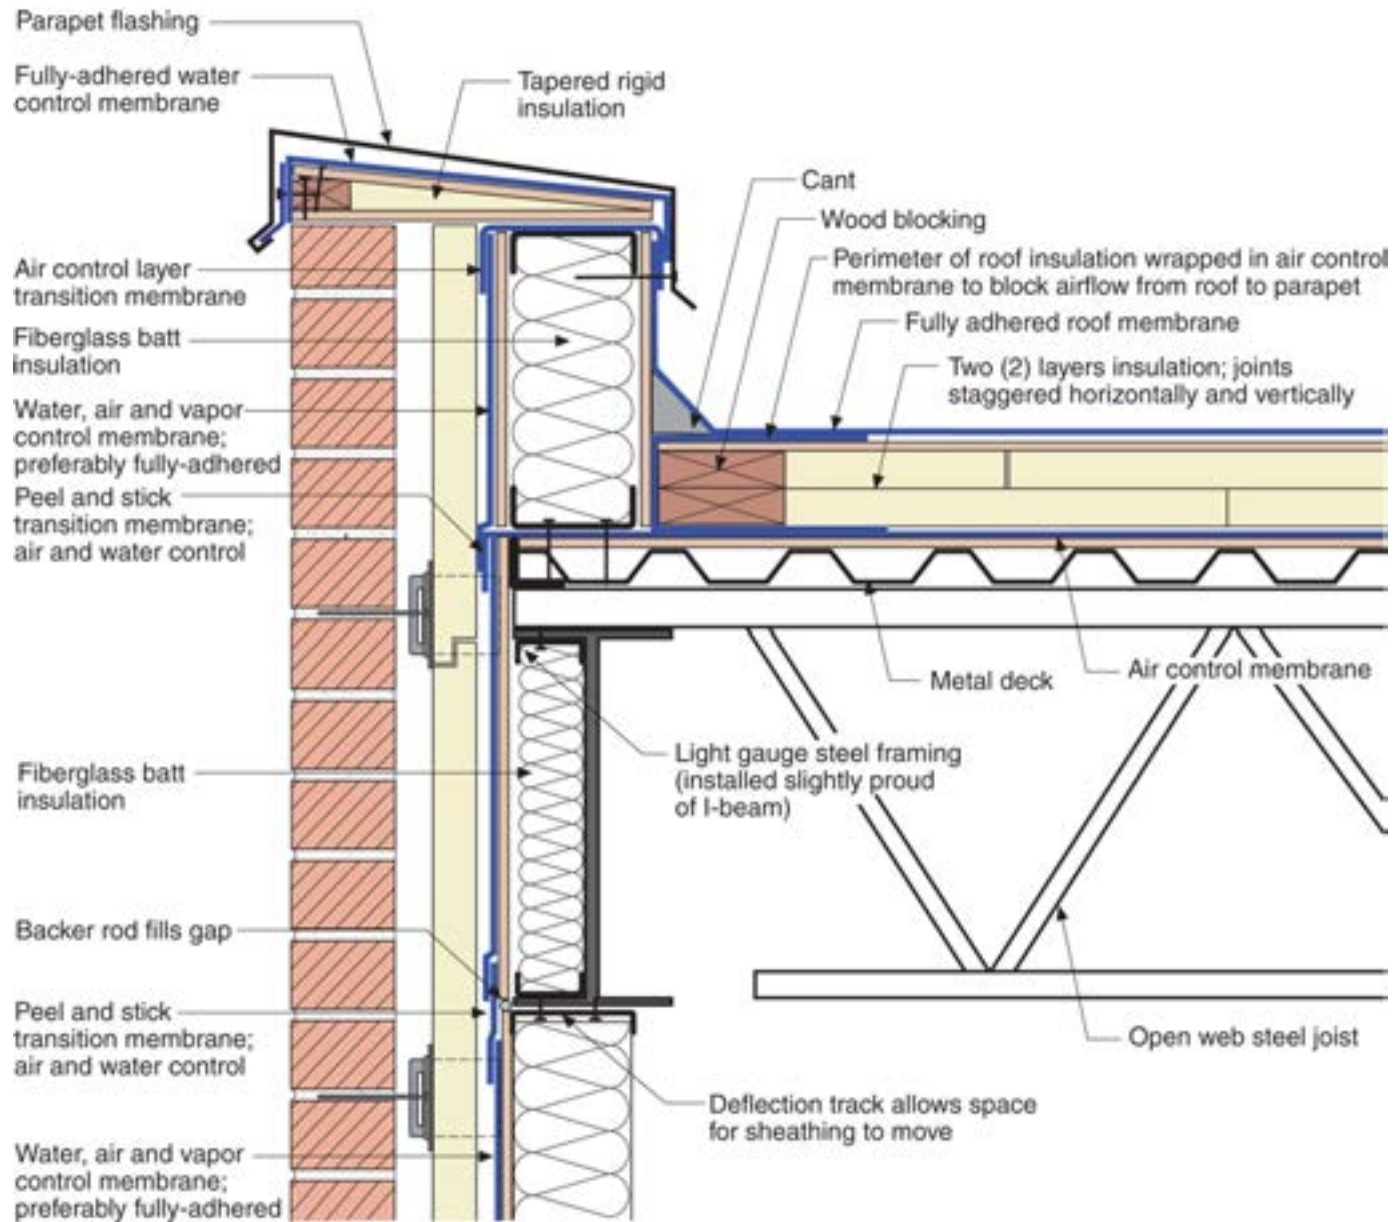 Parapet flashing
Fully-adhered water
control membrane
Tapered rigid
insulation
Cant
Wood blocking
Perimeter of roof insulation wrapped in air control
membrane to block airflow from roof to parapet
Fully adhered roof membrane
Two (2) layers insulation; joints
staggered horizontally and vertically
Air control layer
transition membrane
Fiberglass batt
insulation
Water, air and vapor
control membrane;
preferably fully-adhered
Peel and stick
transition membrane;
air and water control
Metal deck
Air control membrane
Light gauge steel framing
(installed slightly proud
of I-beam)
Fiberglass batt
insulation
Backer rod fills gap
Peel and stick
transition membrane;
air and water control
Open web steel joist
Deflection track allows space
for sheathing to move
Water, air and vapor
control membrane;
preferably fully-adhered